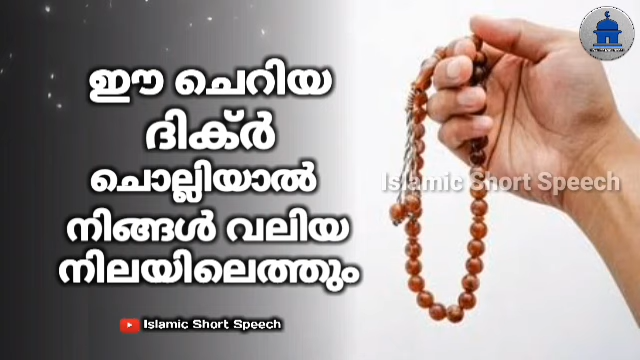 ഈ ചെറിയ
ദിക്ർ
ചൊല്ലിയാൽ
നിങ്ങൾ വലിയ
നിലയിലെത്തും
Islamic Short Speech
Islamic Short Speech